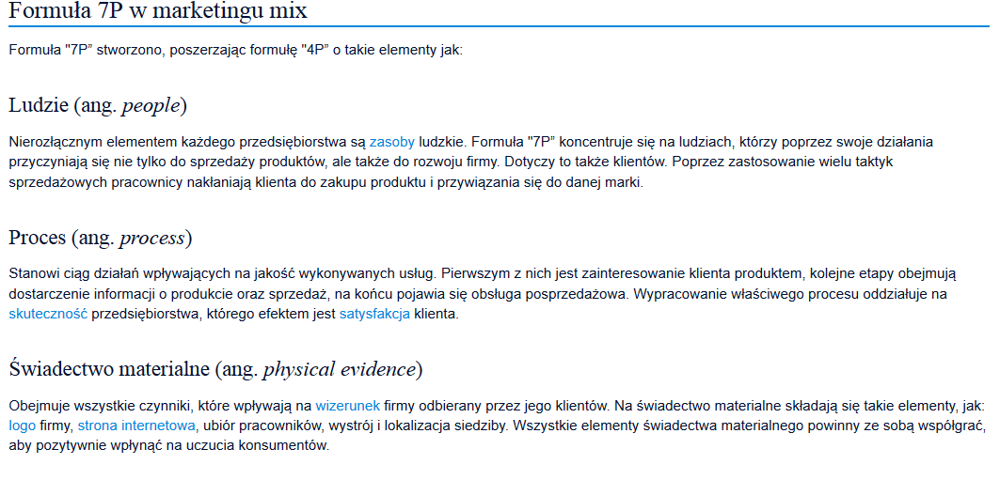 Formuła 7P w marketingu mix
Formuła "7P” stworzono, poszerzając formułę "4P” o takie elementy jak:
Ludzie (ang. people)
Nierozłącznym elementem każdego przedsiębiorstwa są zasoby ludzkie. Formuła "7P” koncentruje się na ludziach, którzy poprzez swoje działania
przyczyniają się nie tylko do sprzedaży produktów, ale także do rozwoju firmy. Dotyczy to także klientów. Poprzez zastosowanie wielu taktyk
sprzedażowych pracownicy nakłaniają klienta do zakupu produktu i przywiązania się do danej marki.
Proces (ang. process)
Stanowi ciąg działań wpływających na jakość wykonywanych usług. Pierwszym z nich jest zainteresowanie klienta produktem, kolejne etapy obejmują
dostarczenie informacji o produkcie oraz sprzedaż, na końcu pojawia się obsługa posprzedażowa. Wypracowanie właściwego procesu oddziałuje na
skuteczność przedsiębiorstwa, którego efektem jest satysfakcja klienta.
Świadectwo materialne (ang. physical evidence)
Obejmuje wszystkie czynniki, które wpływają na wizerunek firmy odbierany przez jego klientów. Na świadectwo materialne składają się takie elementy, jak:
logo firmy, strona internetowa, ubiór pracowników, wystrój i lokalizacja siedziby. Wszystkie elementy świadectwa materialnego powinny ze sobą współgrać,
aby pozytywnie wpłynąć na uczucia konsumentów.